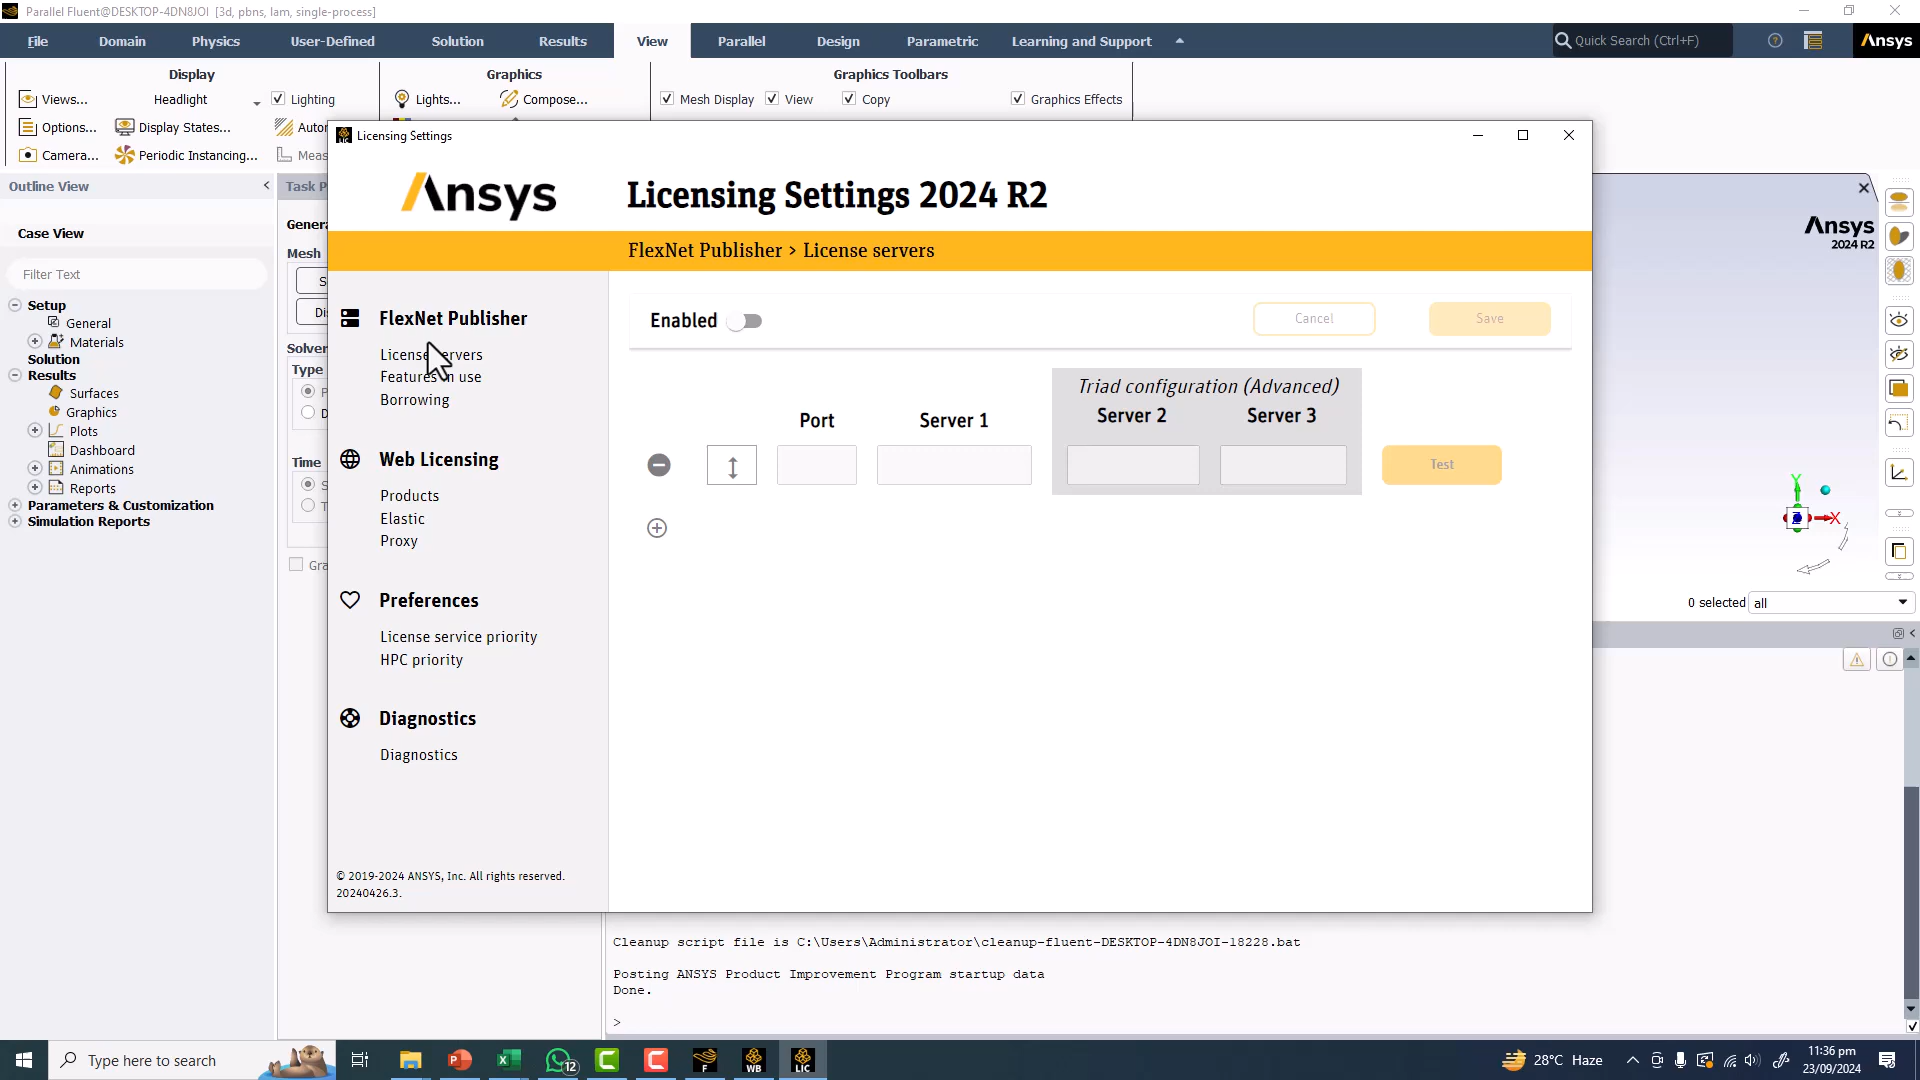 Parallel Fluent@DESKTOP-4DN8JOI [3d, pbns, lam, single-process]
File Domain Physics User-Defined Solution Results View Parallel Design Parametric Learning and Support Quick Search (Ctrl+F) Ansys
Display Graphics Graphics Toolbars
Views... Headlight Lighting Lights... Compose... Mesh Display View Copy Graphics Effects
Options... Display States...
Camera... Periodic Instancing...
Licensing Settings
Outline View
Case View
Filter Text
Setup
General
Materials
Solution
Results
Surfaces
Graphics
Plots
Dashboard
Animations
Reports
Parameters & Customization
Simulation Reports
Mesh
Type
Time
Ansys
Licensing Settings 2024 R2
FlexNet Publisher > License servers
FlexNet Publisher
License servers
Features in use
Borrowing
Web Licensing
Products
Elastic
Proxy
Preferences
License service priority
HPC priority
Diagnostics
Diagnostics
© 2019-2024 ANSYS, Inc. All rights reserved.
20240426.3.
Enabled Cancel Save
Triad configuration (Advanced)
Port Server 1 Server 2 Server 3
Test
Ansys
2024 R2
Y
Z X
0 selected all
Cleanup script file is C:\Users\Administrator\cleanup-fluent-DESKTOP-4DN8JOI-18228.bat
Posting ANSYS Product Improvement Program startup data
Done.
>
Type here to search
12
F
WB
LIC
28°C Haze
11:36 pm
23/09/2024